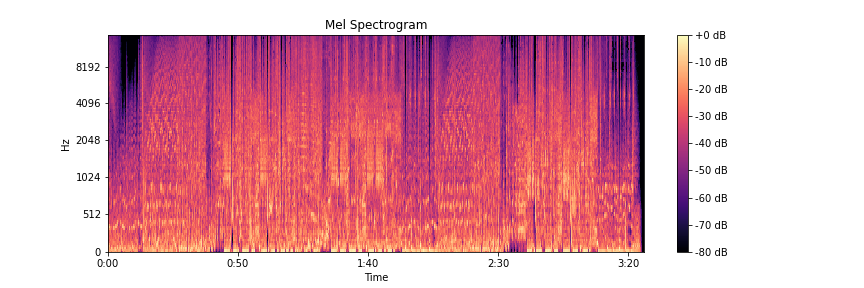 Mel Spectrogram
+0 dB
-10 dB
-20 dB
-30 dB
-40 dB
-50 dB
-60 dB
-70 dB
-80 dB
8192
4096
2048
1024
512
0
Hz
0:00
0:50
1:40
2:30
3:20
Time